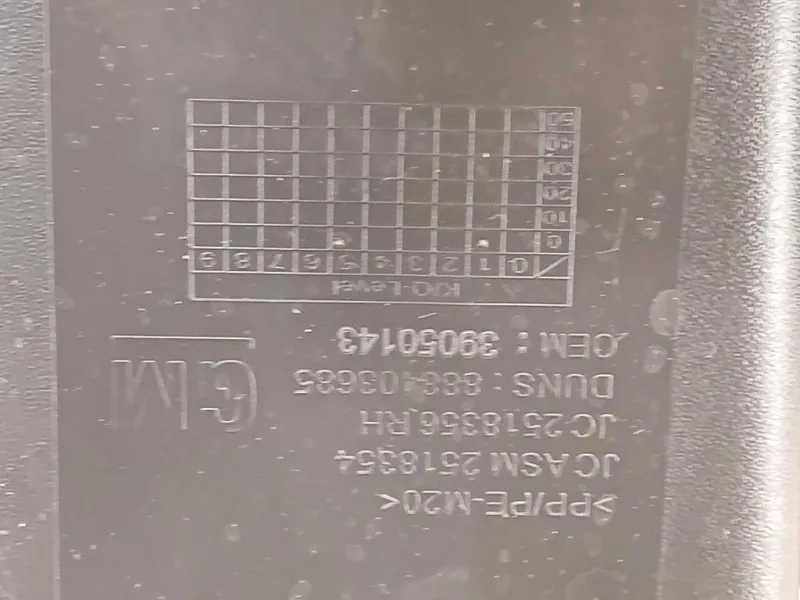 >PP/PE-M20<
JC ASM 2518354
JC 2518356 RH
DUNS :
OEM : 39050143
GM
-Level
0 1 2 3 4 5 6 7 8 9
0
10
20
30
40
50